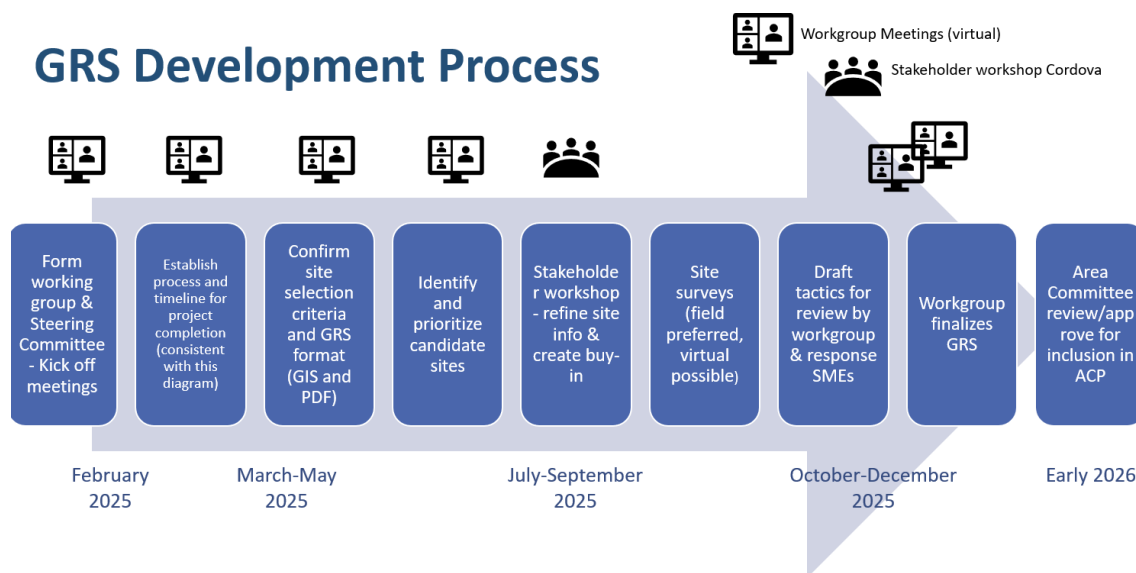 GRS Development Process
Workgroup Meetings (virtual)
Stakeholder workshop Cordova
Form
working
group &
Steering
Committee
- Kick off
meetings
Establish
process and
timeline for
project
completion
(consistent
with this
diagram)
Confirm
site
selection
criteria
and GRS
format
(GIS and
PDF)
Identify
and
prioritize
candidate
sites
Stakeholde
r workshop
- refine site
info &
create buy-
in
Site
surveys
(field
preferred,
virtual
possible)
Draft
tactics for
review by
workgroup
& response
SMEs
Workgroup
finalizes
GRS
Area
Committee
review/app
rove for
inclusion in
ACP
February
2025
March-May
2025
July-September
2025
October-December
2025
Early 2026